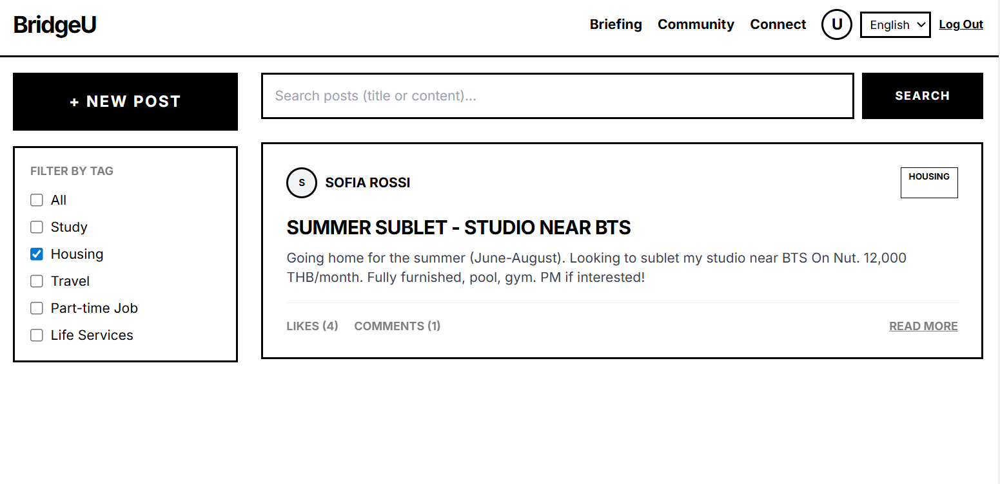 BridgeU
Briefing
Community
Connect
U
English
Log Out
+ NEW POST
Search posts (title or content)...
SEARCH
FILTER BY TAG
All
Study
Housing
Travel
Part-time Job
Life Services
S
SOFIA ROSSI
HOUSING
SUMMER SUBLET - STUDIO NEAR BTS
Going home for the summer (June-August). Looking to sublet my studio near BTS On Nut. 12,000
THB/month. Fully furnished, pool, gym. PM if interested!
LIKES (4)
COMMENTS (1)
READ MORE